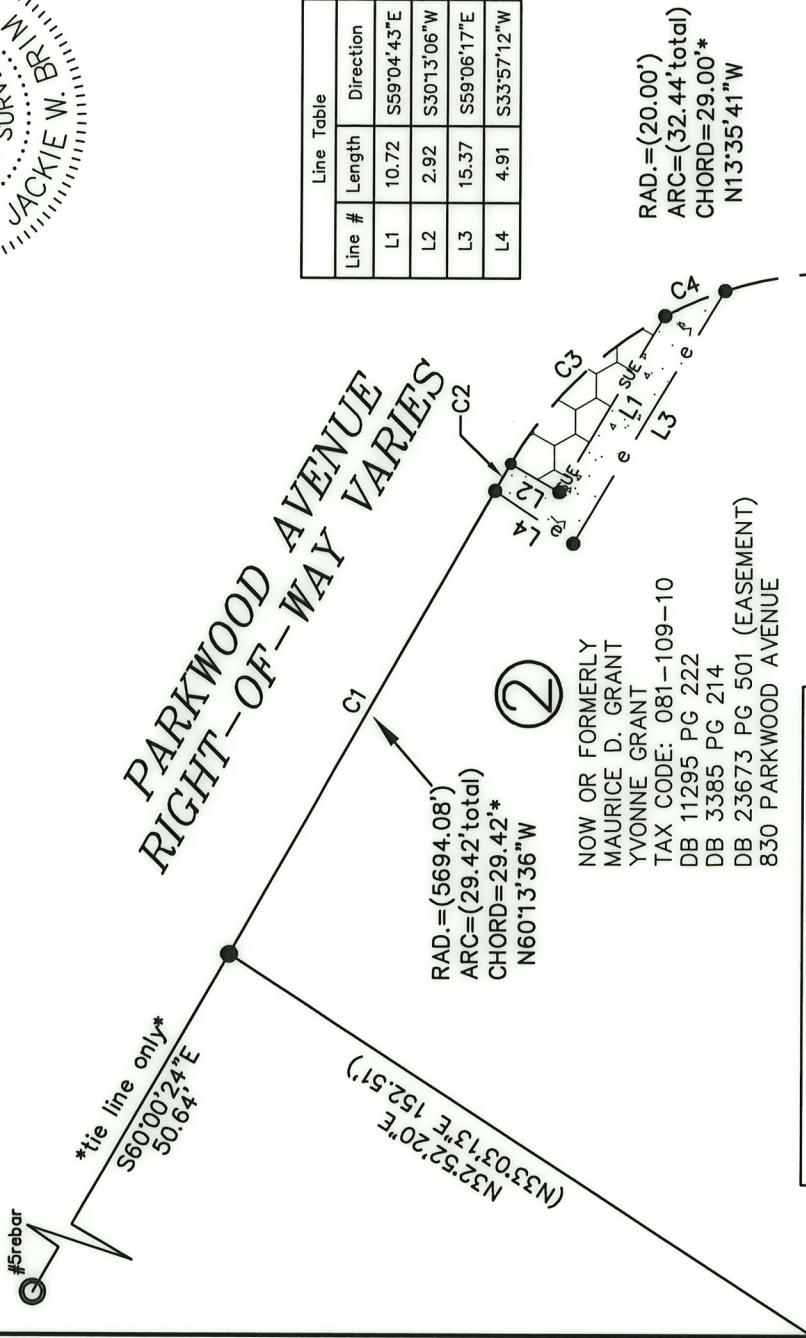 SURV
JACKIE W. BRIM
PARKWOOD AVENUE
RIGHT-OF-WAY VARIES
Line Table
Line # Length Direction
L1 10.72 S59°04'43"E
L2 2.92 S30°13'06"W
L3 15.37 S59°06'17"E
L4 4.91 S33°57'12"W
RAD.=(20.00')
ARC=(32.44'total)
CHORD=29.00'*
N13°35'41"W
#5rebar
*tie line only*
S60°00'24"E
50.64'
C1
C2
C3
C4
L2
SUE
L4
e
SUE
L1
e
L3
e
RAD.=(5694.08')
ARC=(29.42'total)
CHORD=29.42'*
N60°13'36"W
2
NOW OR FORMERLY
MAURICE D. GRANT
YVONNE GRANT
TAX CODE: 081-109-10
DB 11295 PG 222
DB 3385 PG 214
DB 23673 PG 501 (EASEMENT)
830 PARKWOOD AVENUE
N32°52'20"E
(N33°03'13"E 152.51')